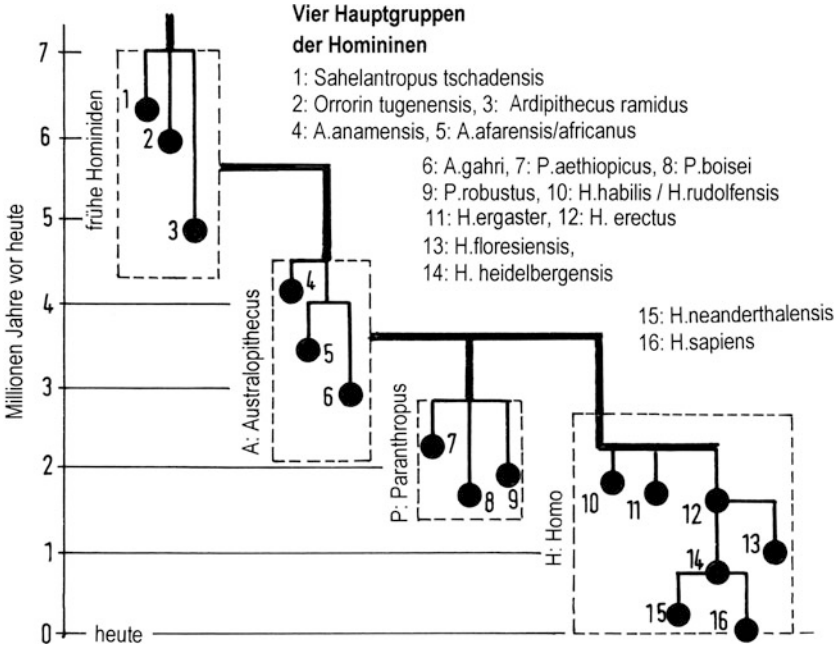 Vier Hauptgruppen
der Homininen
1: Sahelantropus tschadensis
2: Orrorin tugenensis, 3: Ardipithecus ramidus
4: A.anamensis, 5: A.afarensis/africanus
6: A.gahri, 7: P.aethiopicus, 8: P.boisei
9: P.robustus, 10: H.habilis / H.rudolfensis
11: H.ergaster, 12: H. erectus
13: H.floresiensis,
14: H. heidelbergensis
15: H.neanderthalensis
16: H.sapiens
Millionen Jahre vor heute
7
6
5
4
3
2
1
0
heute
frühe Hominiden
1
2
3
A: Australopithecus
4
5
6
P: Paranthropus
7
8
9
H: Homo
10
11
12
13
14
15
16